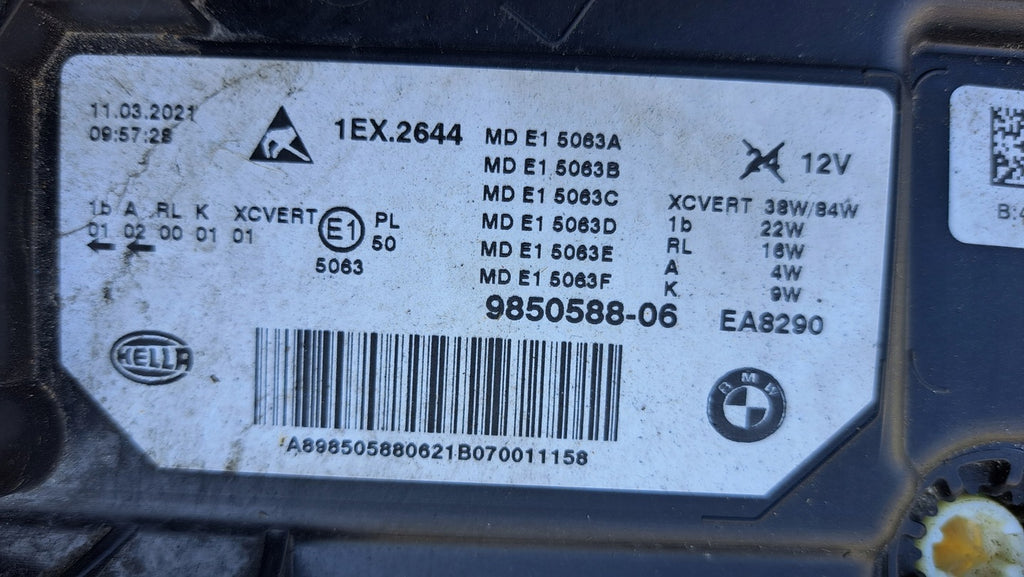 11.03.2021
09:57:28
1EX.2644
MD E1 5063A
MD E1 5063B
MD E1 5063C
MD E1 5063D
MD E1 5063E
MD E1 5063F
24 12V
XCVERT 38W/84W
1b 22W
RL 16W
A 4W
K 9W
1b A RL K XCVERT
01 02 00 01 01
E1
PL
50
5063
9850588-06
EA8290
HELLA
BMW
A898505880621B070011158